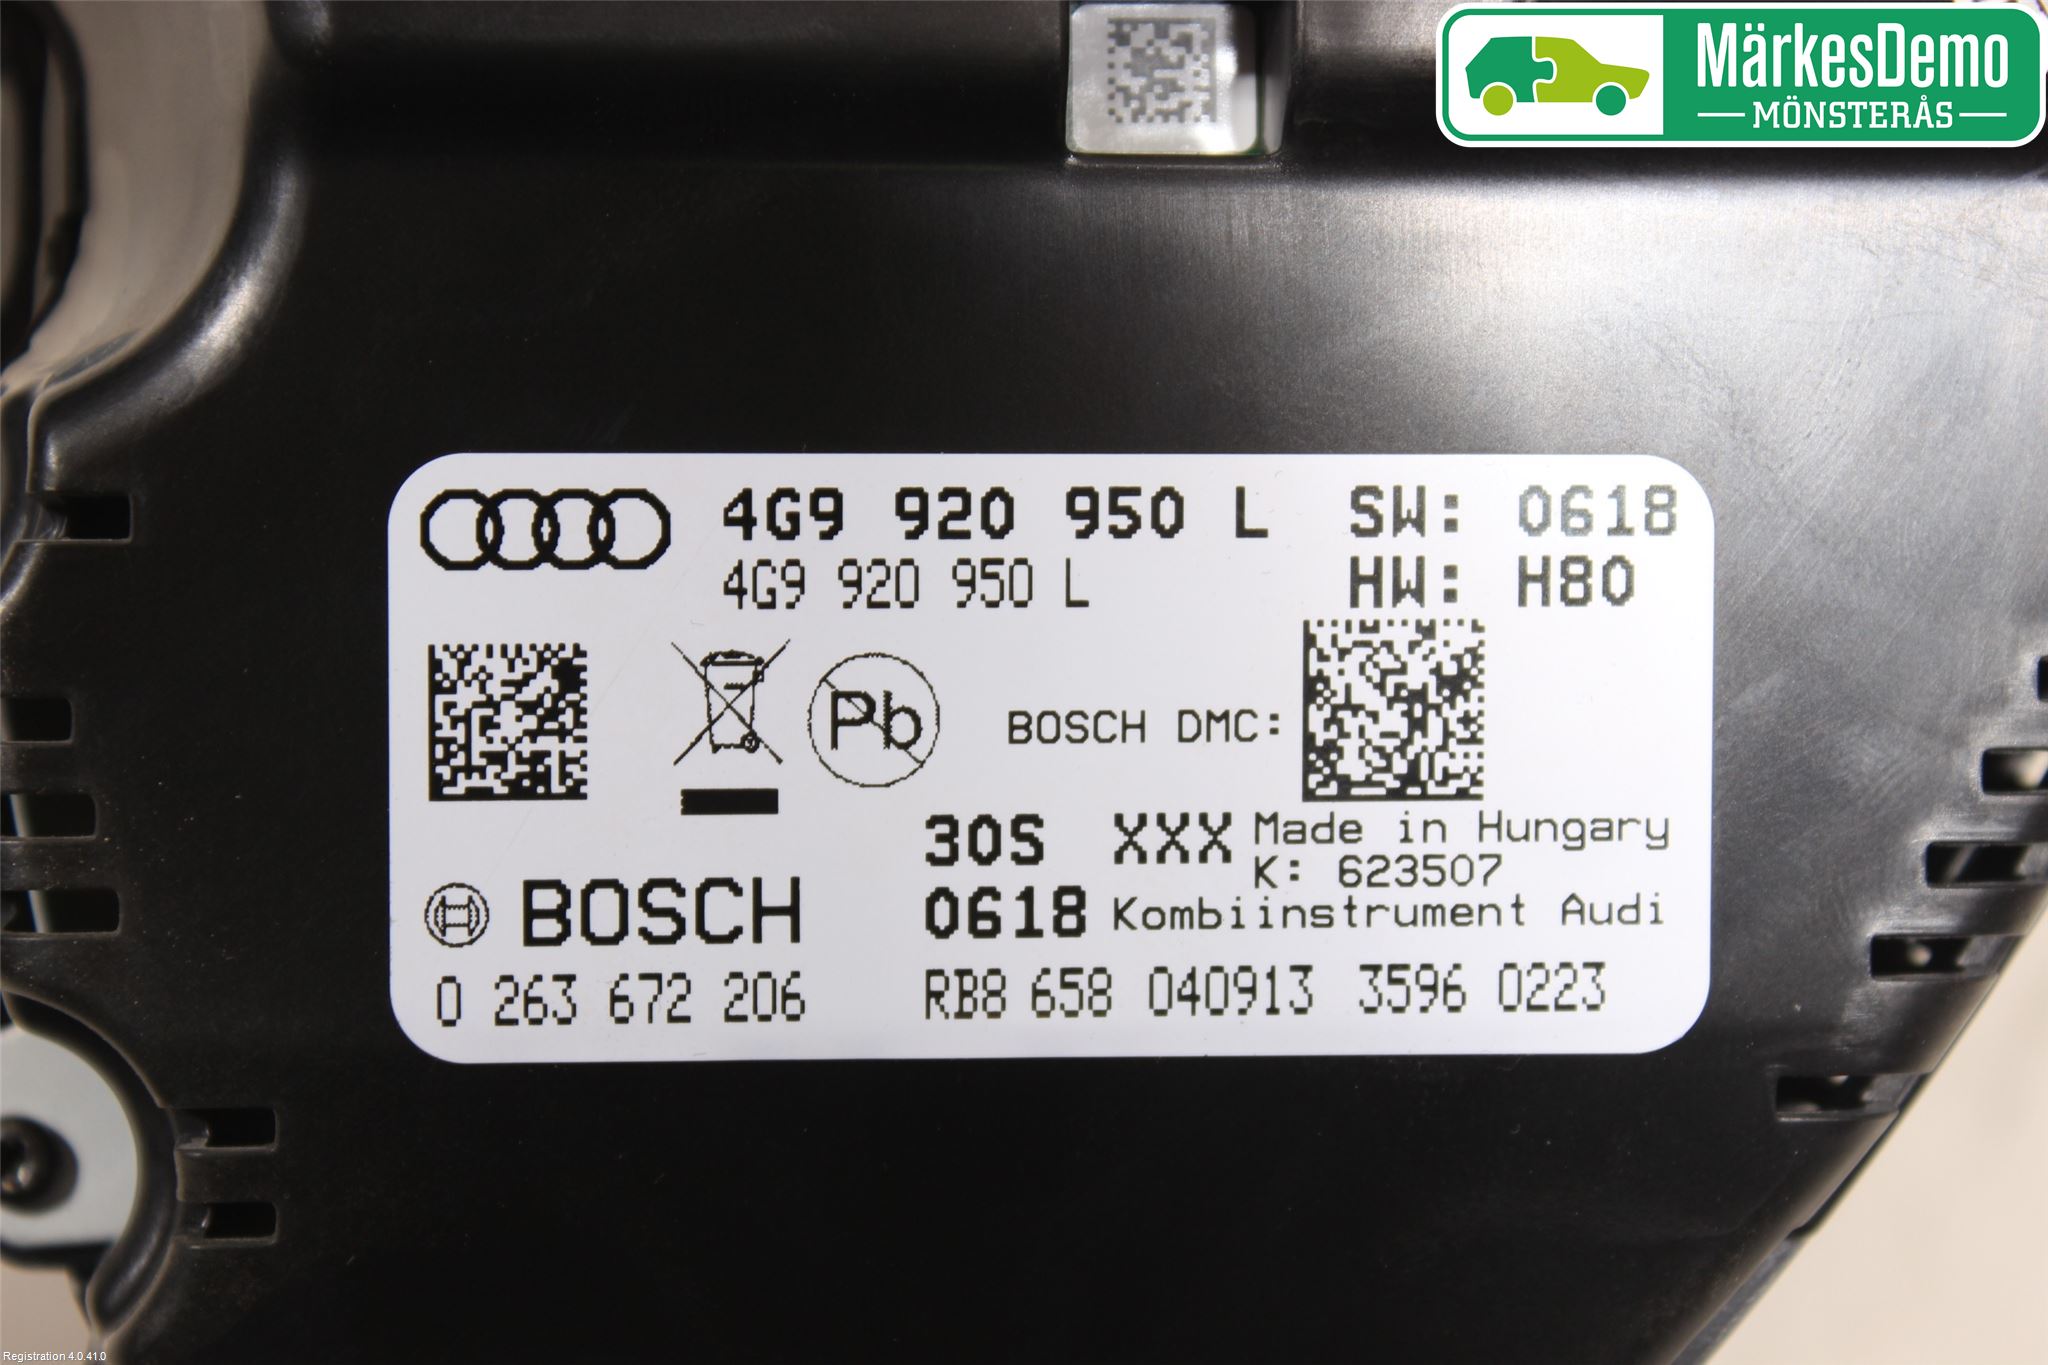 MärkesDemo
MÖNSTERÅS
4G9 920 950 L SW: 0618
4G9 920 950 L HW: H80
Pb
BOSCH DMC:
30S XXX Made in Hungary
K: 623507
BOSCH 0618 Kombiinstrument Audi
0 263 672 206 RB8 658 040913 3596 0223
Registration 4.0.41.0